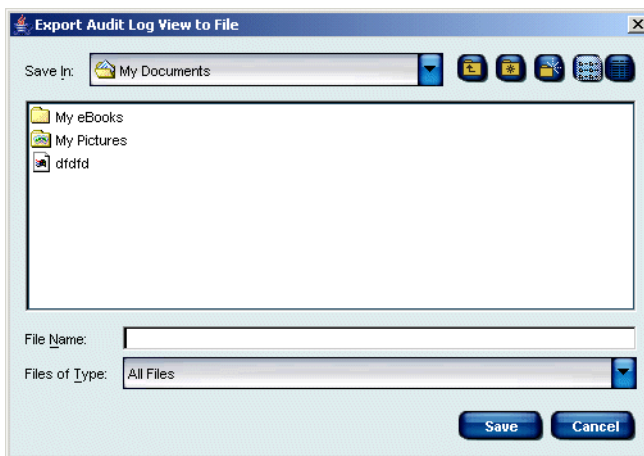 Export Audit Log View to File
Save In: My Documents
My eBooks
My Pictures
dfdfd
File Name:
Files of Type: All Files
Save Cancel